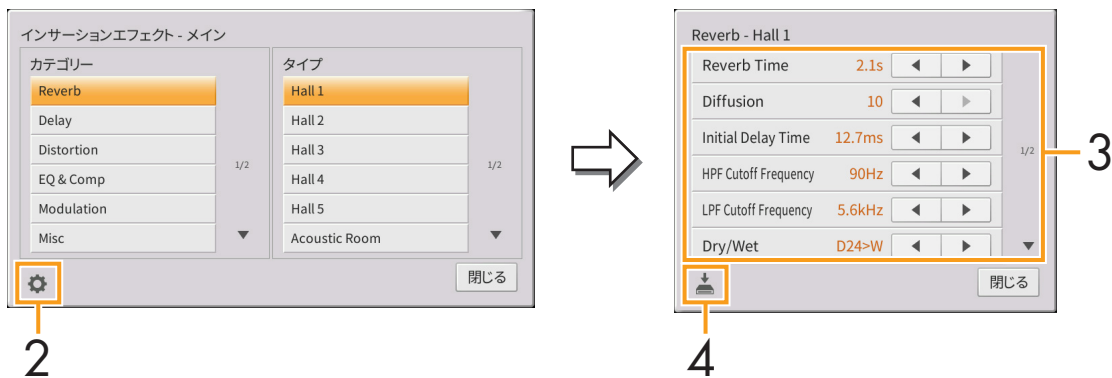 インサーションエフェクト - メイン
カテゴリー
Reverb
Delay
Distortion
EQ & Comp
Modulation
Misc
1/2
タイプ
Hall 1
Hall 2
Hall 3
Hall 4
Hall 5
Acoustic Room
1/2
閉じる
2
Reverb - Hall 1
Reverb Time 2.1s
Diffusion 10
Initial Delay Time 12.7ms
HPF Cutoff Frequency 90Hz
LPF Cutoff Frequency 5.6kHz
Dry/Wet D24>W
1/2
閉じる
3
4